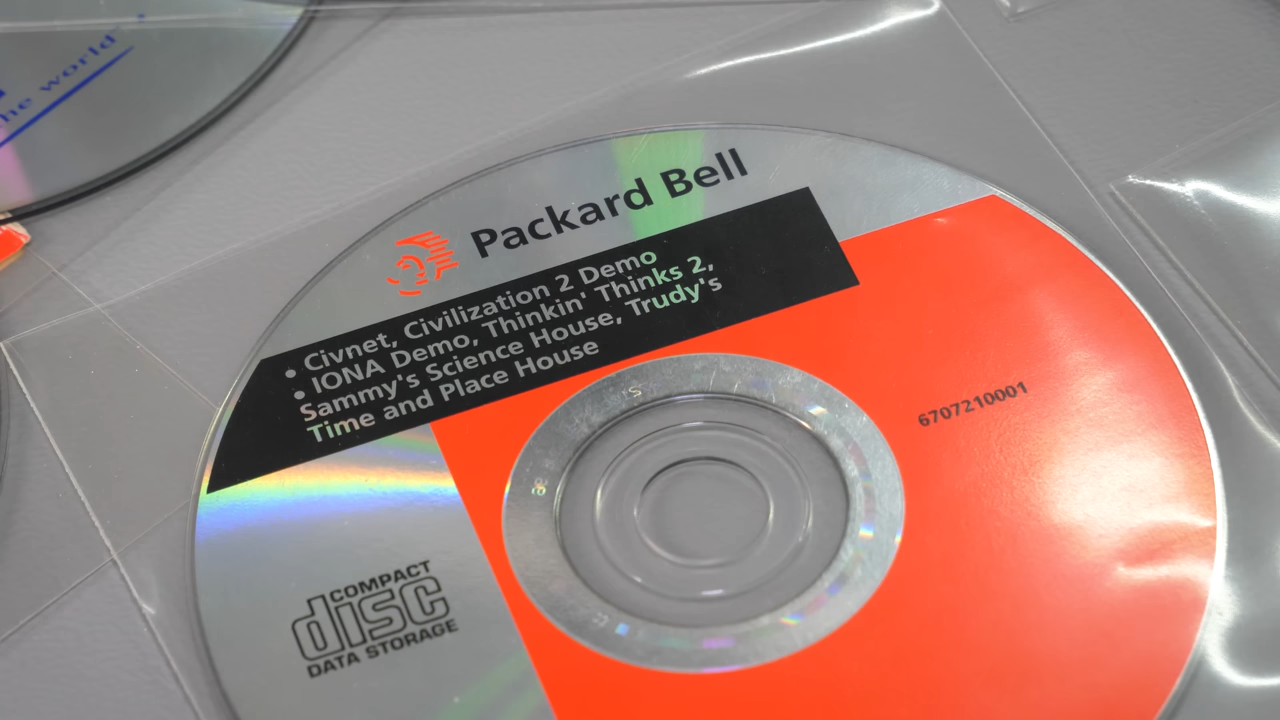 he world
Packard Bell
• Civnet, Civilization 2 Demo
• IONA Demo, Thinkin' Thinks 2,
Sammy's Science House, Trudy's
Time and Place House
6707210001
COMPACT
disc
DATA STORAGE